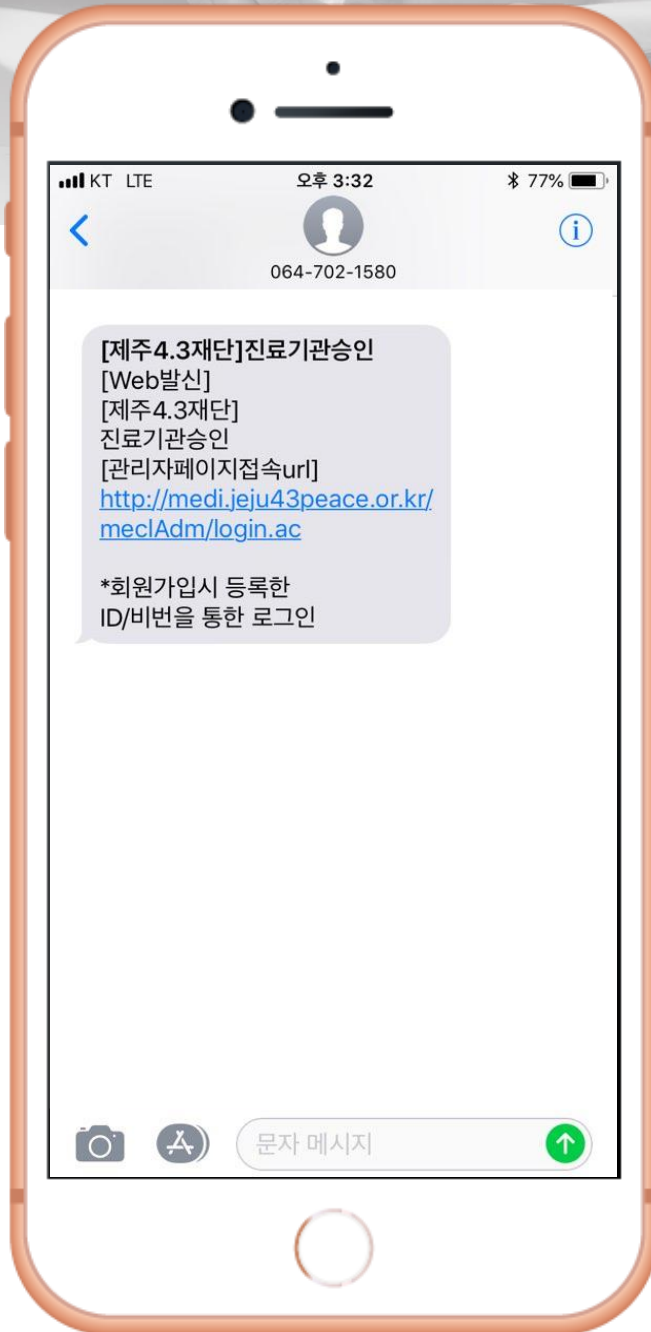 KT LTE 오후 3:32 77%
064-702-1580
[제주4.3재단]진료기관승인
[Web발신]
[제주4.3재단]
진료기관승인
[관리자페이지접속url]
http://medi.jeju43peace.or.kr/
meclAdm/login.ac
*회원가입시 등록한
ID/비번을 통한 로그인
문자 메시지